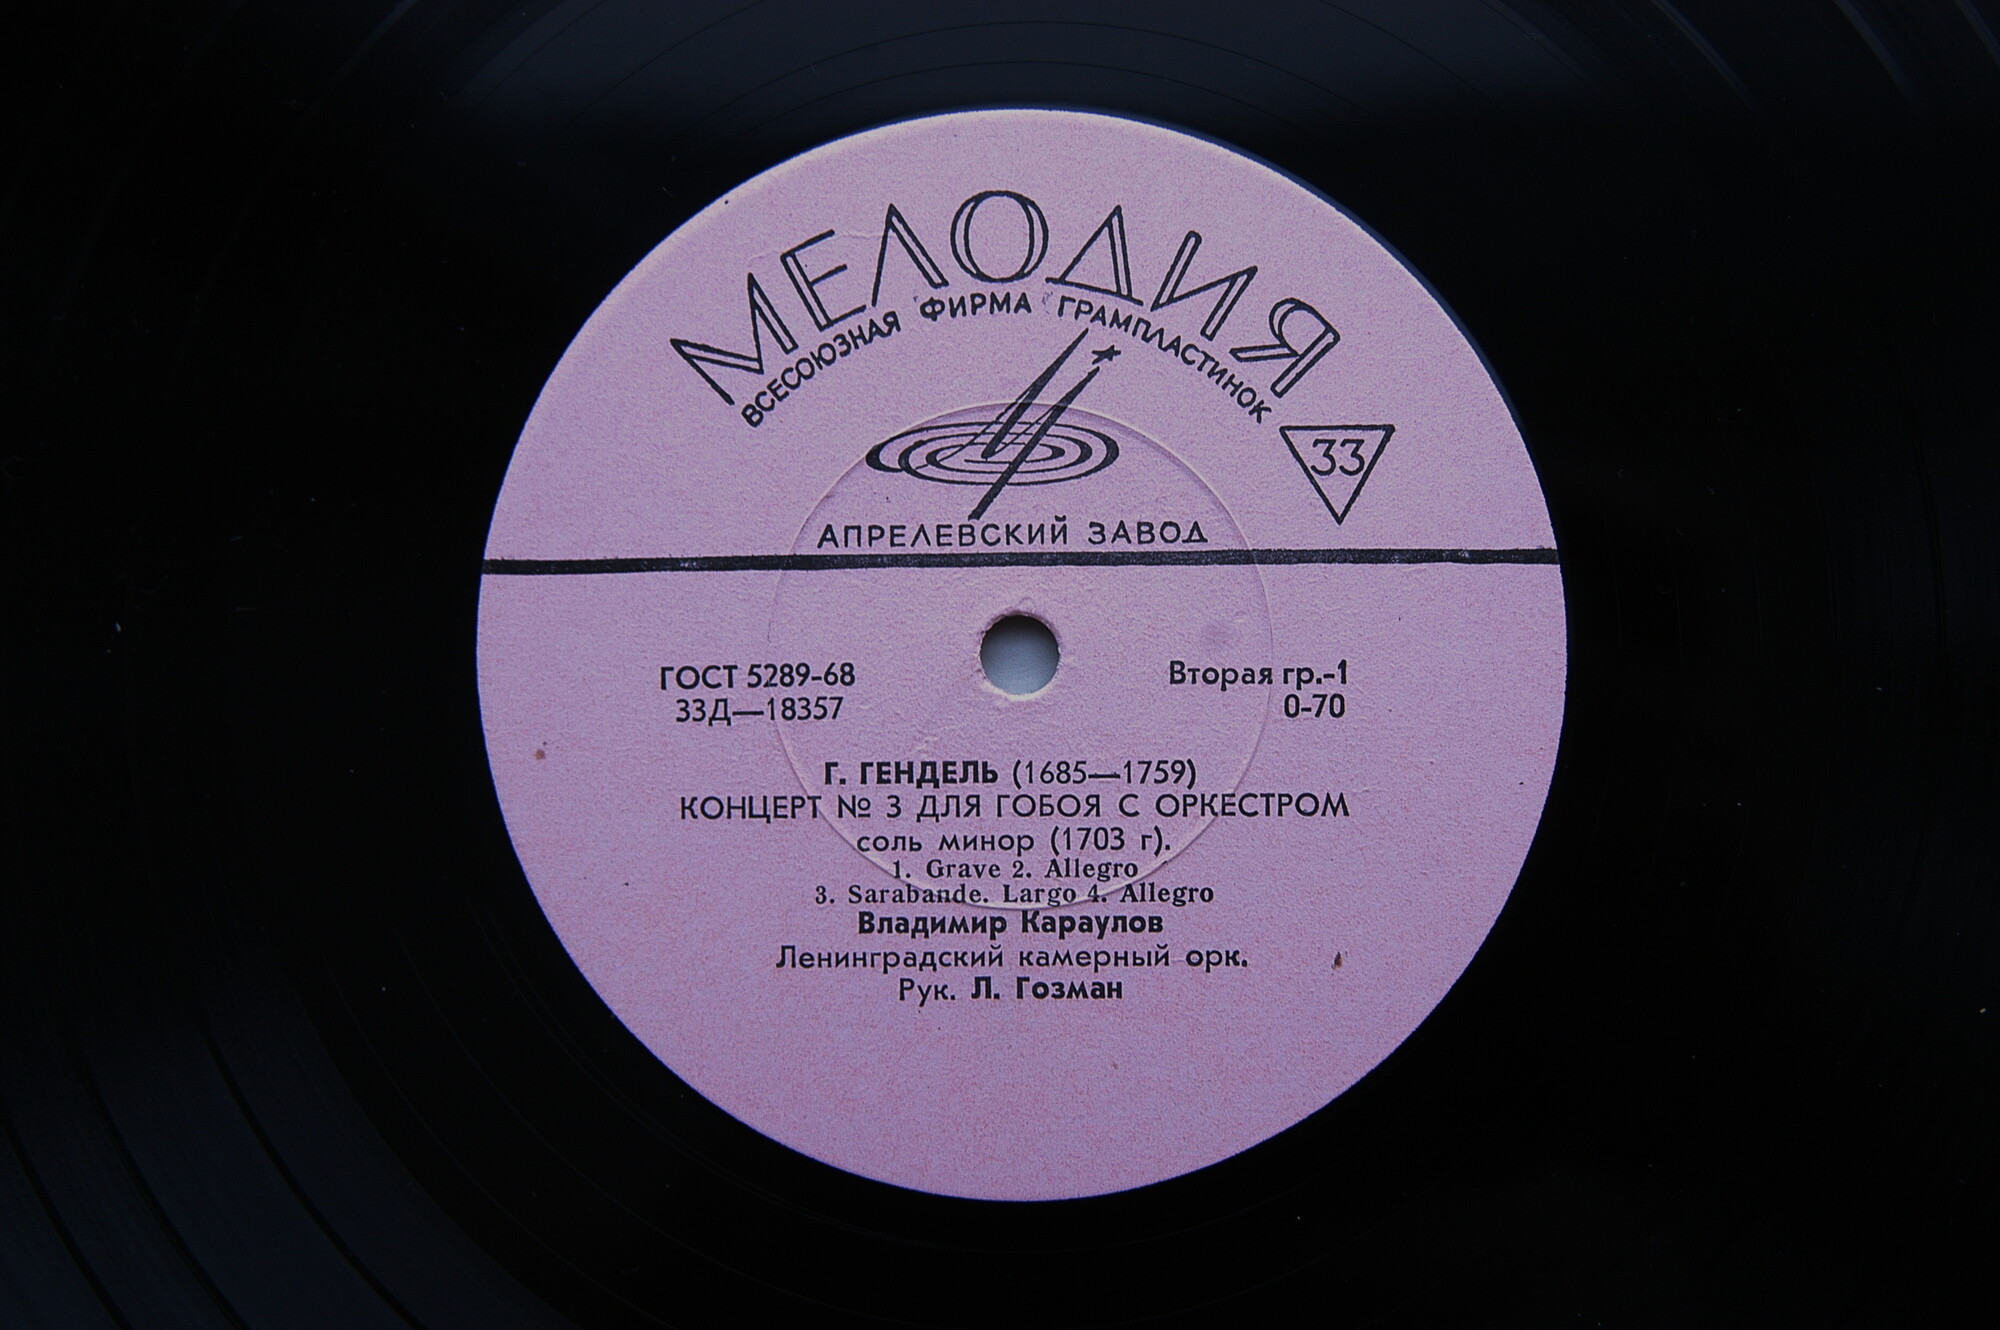 МЕЛОДИЯ
ВСЕСОЮЗНАЯ ФИРМА ГРАМПЛАСТИНОК
33
АПРЕЛЕВСКИЙ ЗАВОД
ГОСТ 5289-68
33Д—18357
Вторая гр.-1
0-70
Г. ГЕНДЕЛЬ (1685—1759)
КОНЦЕРТ № 3 ДЛЯ ГОБОЯ С ОРКЕСТРОМ
соль минор (1703 г).
1. Grave 2. Allegro
3. Sarabande. Largo 4. Allegro
Владимир Караулов
Ленинградский камерный орк.
Рук. Л. Гозман